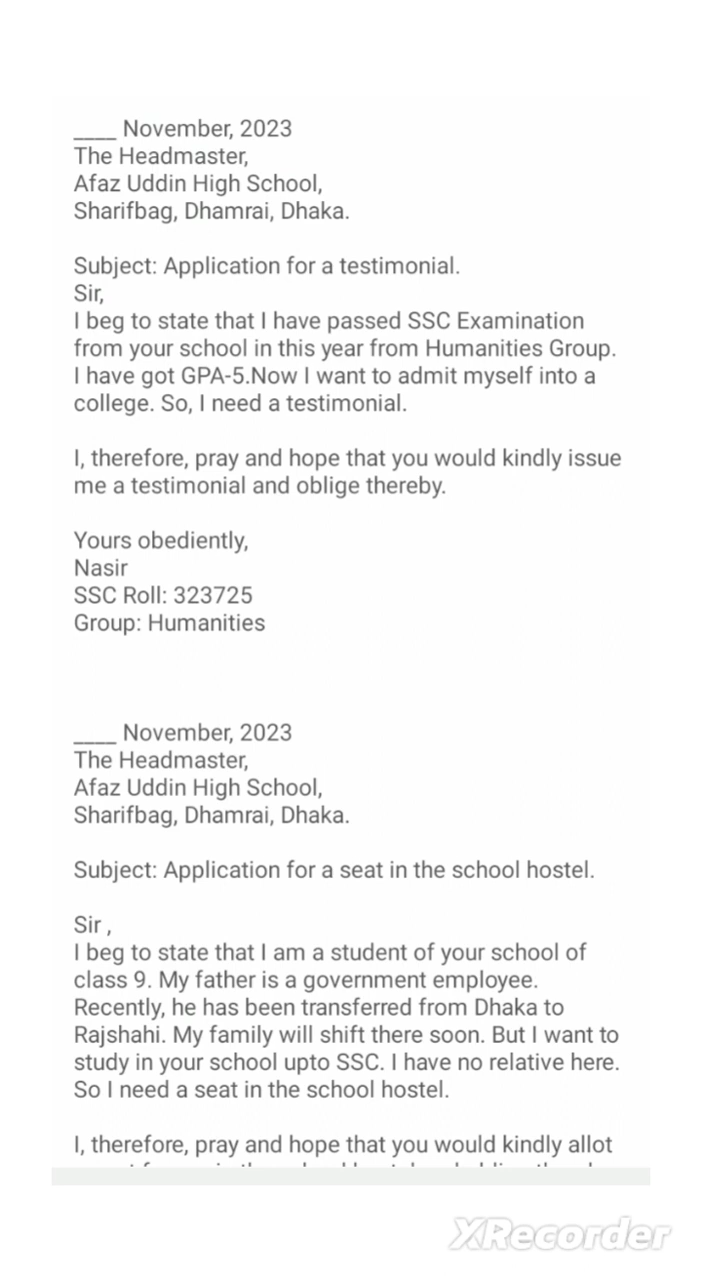 ____ November, 2023
The Headmaster,
Afaz Uddin High School,
Sharifbag, Dhamrai, Dhaka.
Subject: Application for a testimonial.
Sir,
I beg to state that I have passed SSC Examination
from your school in this year from Humanities Group.
I have got GPA-5.Now I want to admit myself into a
college. So, I need a testimonial.
I, therefore, pray and hope that you would kindly issue
me a testimonial and oblige thereby.
Yours obediently,
Nasir
SSC Roll: 323725
Group: Humanities
____ November, 2023
The Headmaster,
Afaz Uddin High School,
Sharifbag, Dhamrai, Dhaka.
Subject: Application for a seat in the school hostel.
Sir ,
I beg to state that I am a student of your school of
class 9. My father is a government employee.
Recently, he has been transferred from Dhaka to
Rajshahi. My family will shift there soon. But I want to
study in your school upto SSC. I have no relative here.
So I need a seat in the school hostel.
I, therefore, pray and hope that you would kindly allot
XRecorder